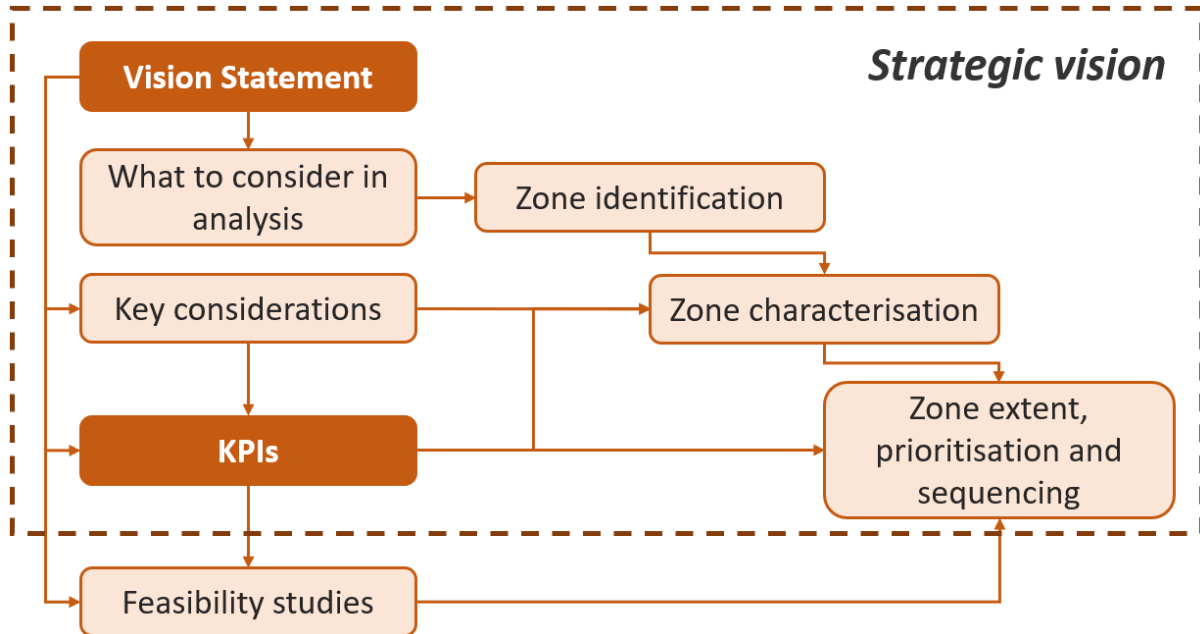 Strategic vision
Vision Statement
What to consider in
analysis
Zone identification
Key considerations
Zone characterisation
KPIs
Zone extent,
prioritisation and
sequencing
Feasibility studies